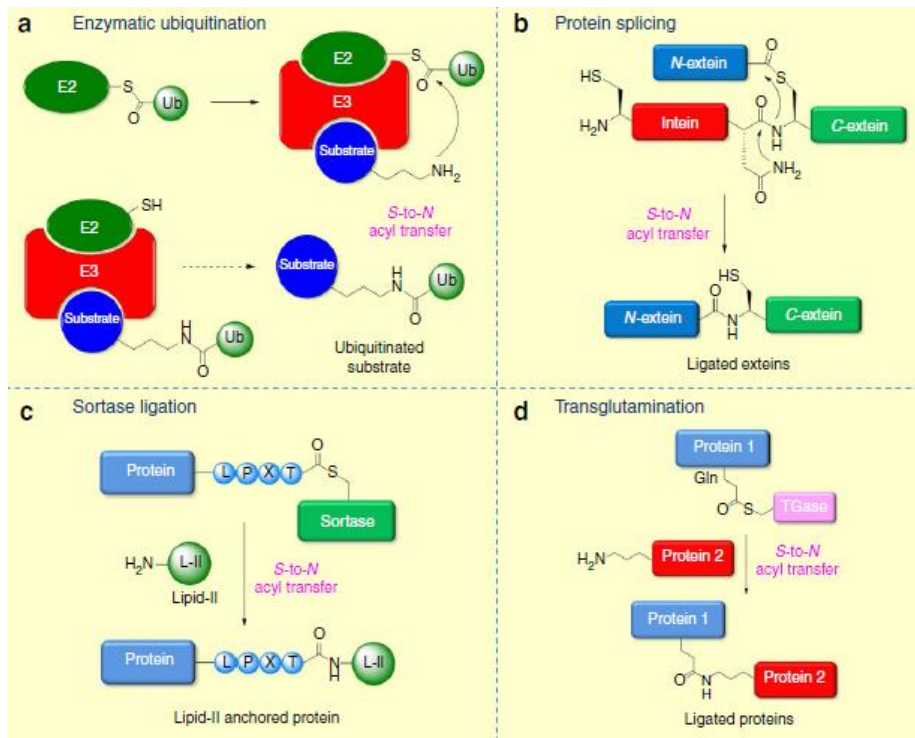 a Enzymatic ubiquitination
E2
S
O
Ub
E2
S
O
Ub
E3
Substrate
NH2
S-to-N
acyl transfer
E2
SH
E3
Substrate
H
N
O
Ub
Substrate
H
N
O
Ub
Ubiquitinated
substrate
b Protein splicing
N-extein
O
S
HS
H2N
Intein
O
N
H
C-extein
NH2
O
S-to-N
acyl transfer
HS
N-extein
O
N
H
C-extein
Ligated exteins
c Sortase ligation
Protein
L P X T
O
S
Sortase
H2N
L-II
Lipid-II
S-to-N
acyl transfer
Protein
L P X T
O
N
H
L-II
Lipid-II anchored protein
d Transglutamination
Protein 1
Gln
O
S
TGase
H2N
Protein 2
S-to-N
acyl transfer
Protein 1
O
N
H
Protein 2
Ligated proteins